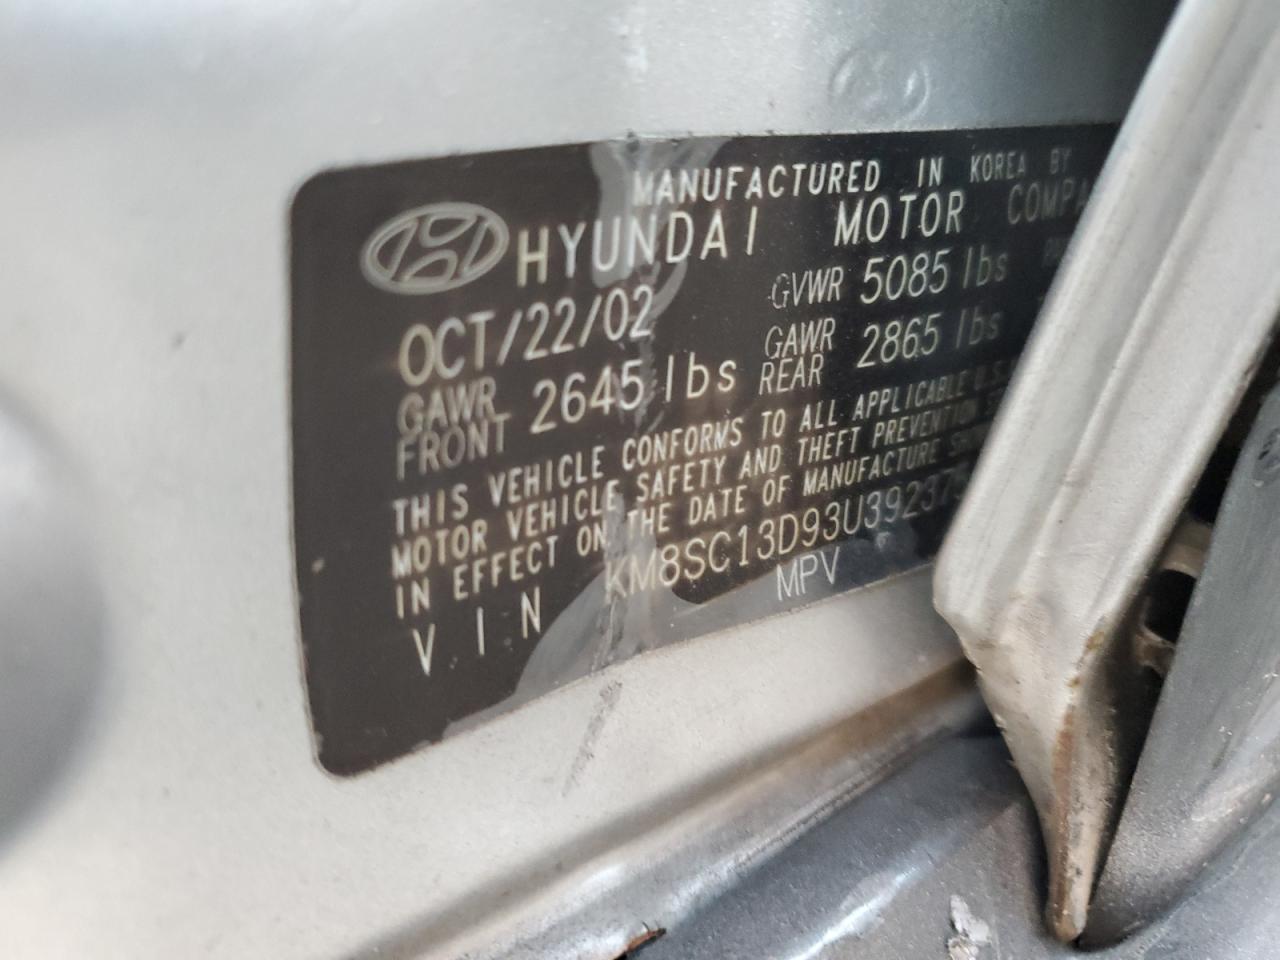 MANUFACTURED IN KOREA BY
HYUNDAI MOTOR
OCT/22/02 GVWR 5085 lbs
GAWR FRONT 2645 lbs GAWR REAR 2865 lbs
THIS VEHICLE CONFORMS TO ALL APPLICABLE
MOTOR VEHICLE SAFETY AND THEFT PREVENTION
IN EFFECT ON THE DATE OF MANUFACTURE
VIN
MPV